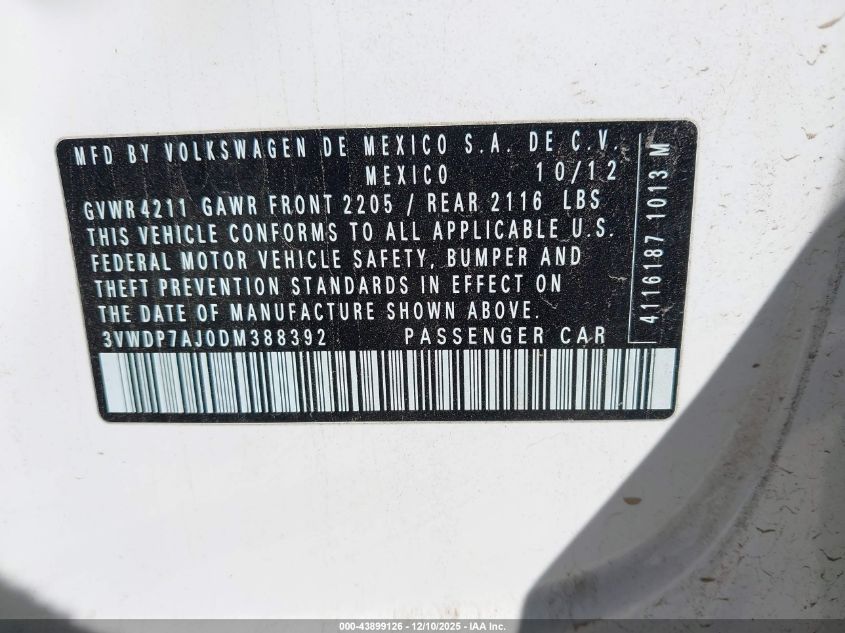 MFD BY VOLKSWAGEN DE MEXICO S.A. DE C.V.
MEXICO 10/12
GVWR 4211 GAWR FRONT 2205 / REAR 2116 LBS
THIS VEHICLE CONFORMS TO ALL APPLICABLE U.S.
FEDERAL MOTOR VEHICLE SAFETY, BUMPER AND
THEFT PREVENTION STANDARDS IN EFFECT ON
THE DATE OF MANUFACTURE SHOWN ABOVE.
3VWDP7AJ0DM388392 PASSENGER CAR
4116187 1013 M
000-43899126 - 12/10/2025 - IAA Inc.